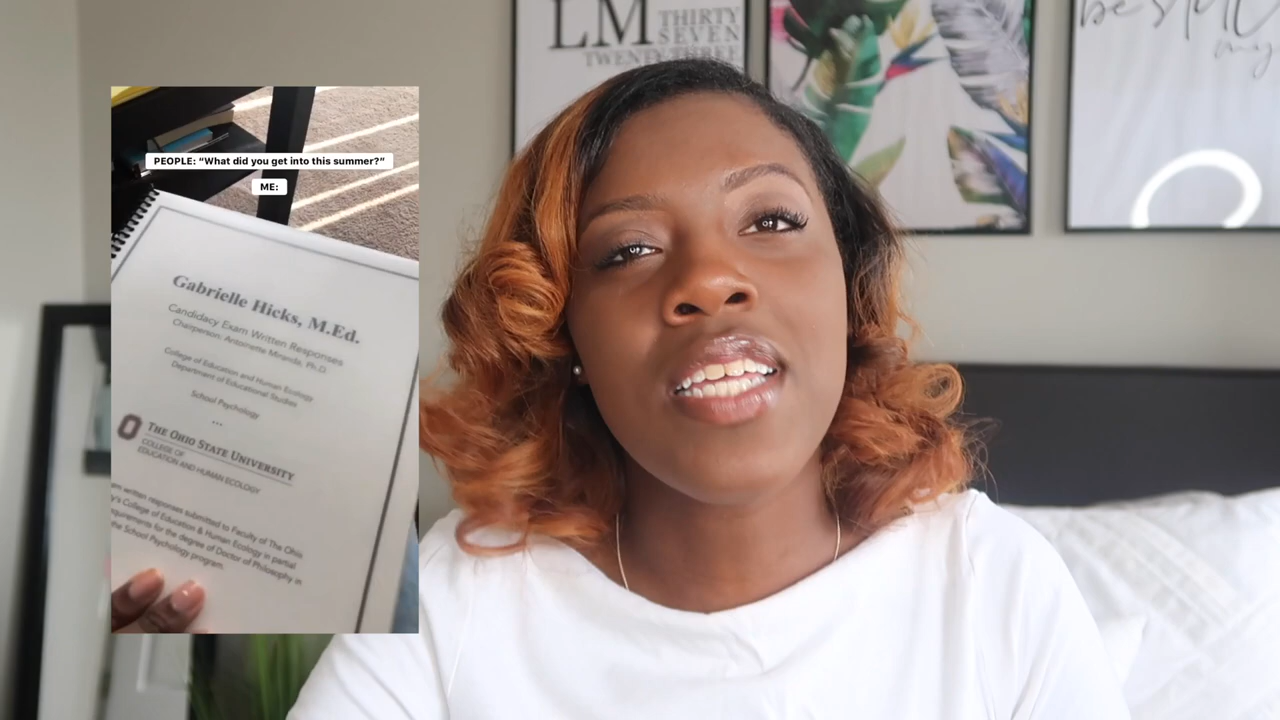 PEOPLE: “What did you get into this summer?”
ME:
Gabrielle Hicks, M.Ed.
Candidacy Exam Written Responses
Chairperson: Antoinette Miranda, Ph.D.
College of Education and Human Ecology
Department of Educational Studies
School Psychology
...
THE OHIO STATE UNIVERSITY
COLLEGE OF
EDUCATION AND HUMAN ECOLOGY
written responses submitted to Faculty of The Ohio
College of Education & Human Ecology in partial
requirements for the degree of Doctor of Philosophy in
the School Psychology program.
LM
THIRTY
SEVEN
TWENTY THREE
be still
my